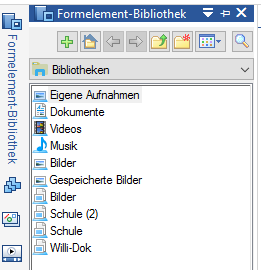 Formelement-Bibliothek
Formelement-Bibliothek
Bibliotheken
Eigene Aufnahmen
Dokumente
Videos
Musik
Bilder
Gespeicherte Bilder
Bilder
Schule (2)
Schule
Willi-Dok